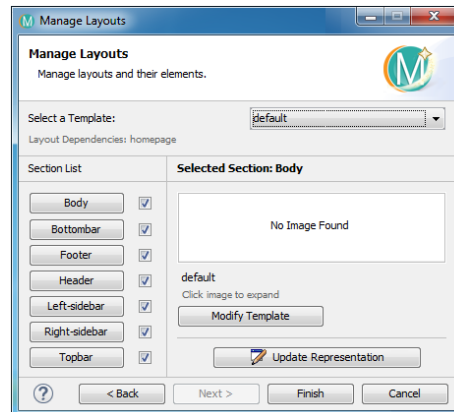 Manage Layouts
Manage Layouts
Manage layouts and their elements.
Select a Template:
default
Layout Dependencies: homepage
Section List
Selected Section: Body
Body
Bottombar
Footer
Header
Left-sidebar
Right-sidebar
Topbar
No Image Found
default
Click image to expand
Modify Template
Update Representation
< Back
Next >
Finish
Cancel